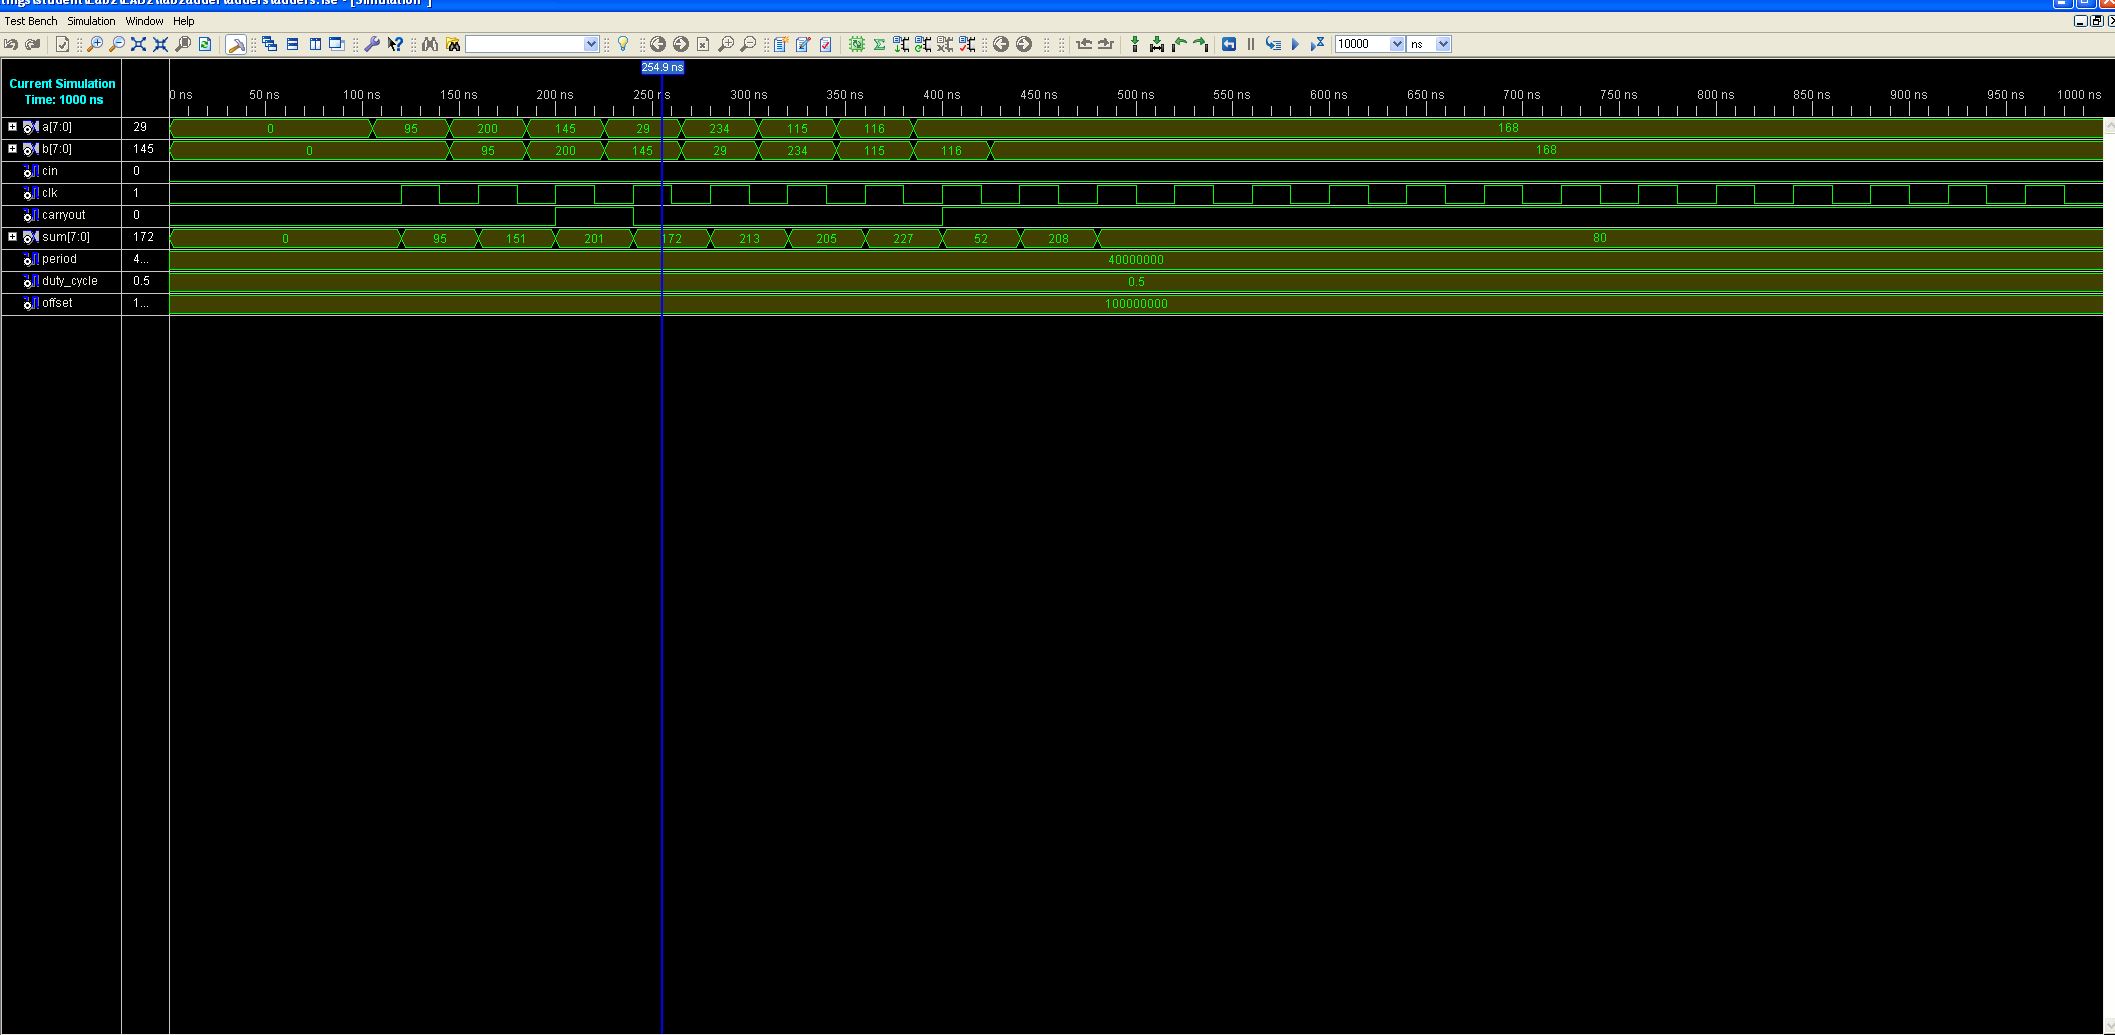 Test Bench Simulation Window Help
10000 ns
254.9 ns
Current Simulation
Time: 1000 ns
0 ns 50 ns 100 ns 150 ns 200 ns 250 ns 300 ns 350 ns 400 ns 450 ns 500 ns 550 ns 600 ns 650 ns 700 ns 750 ns 800 ns 850 ns 900 ns 950 ns 1000 ns
a[7:0] 29 0 95 200 145 29 234 115 116 168
b[7:0] 145 0 95 200 145 29 234 115 116 168
cin 0
clk 1
carryout 0
sum[7:0] 172 0 95 151 201 172 213 205 227 52 208 80
period 4... 40000000
duty_cycle 0.5 0.5
offset 1... 100000000